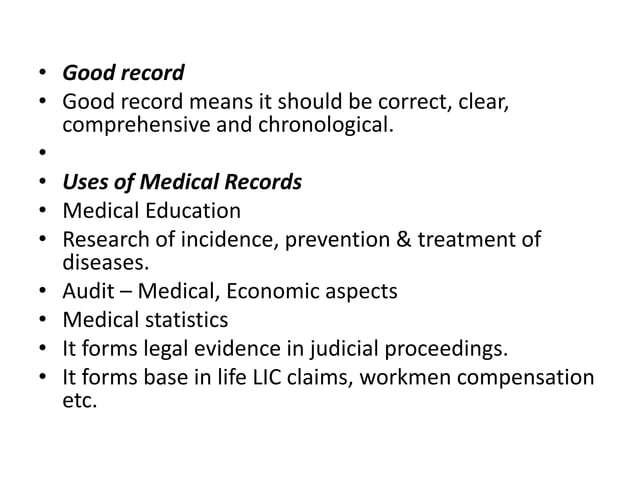 • Good record
• Good record means it should be correct, clear,
comprehensive and chronological.
•
• Uses of Medical Records
• Medical Education
• Research of incidence, prevention & treatment of
diseases.
• Audit – Medical, Economic aspects
• Medical statistics
• It forms legal evidence in judicial proceedings.
• It forms base in life LIC claims, workmen compensation
etc.